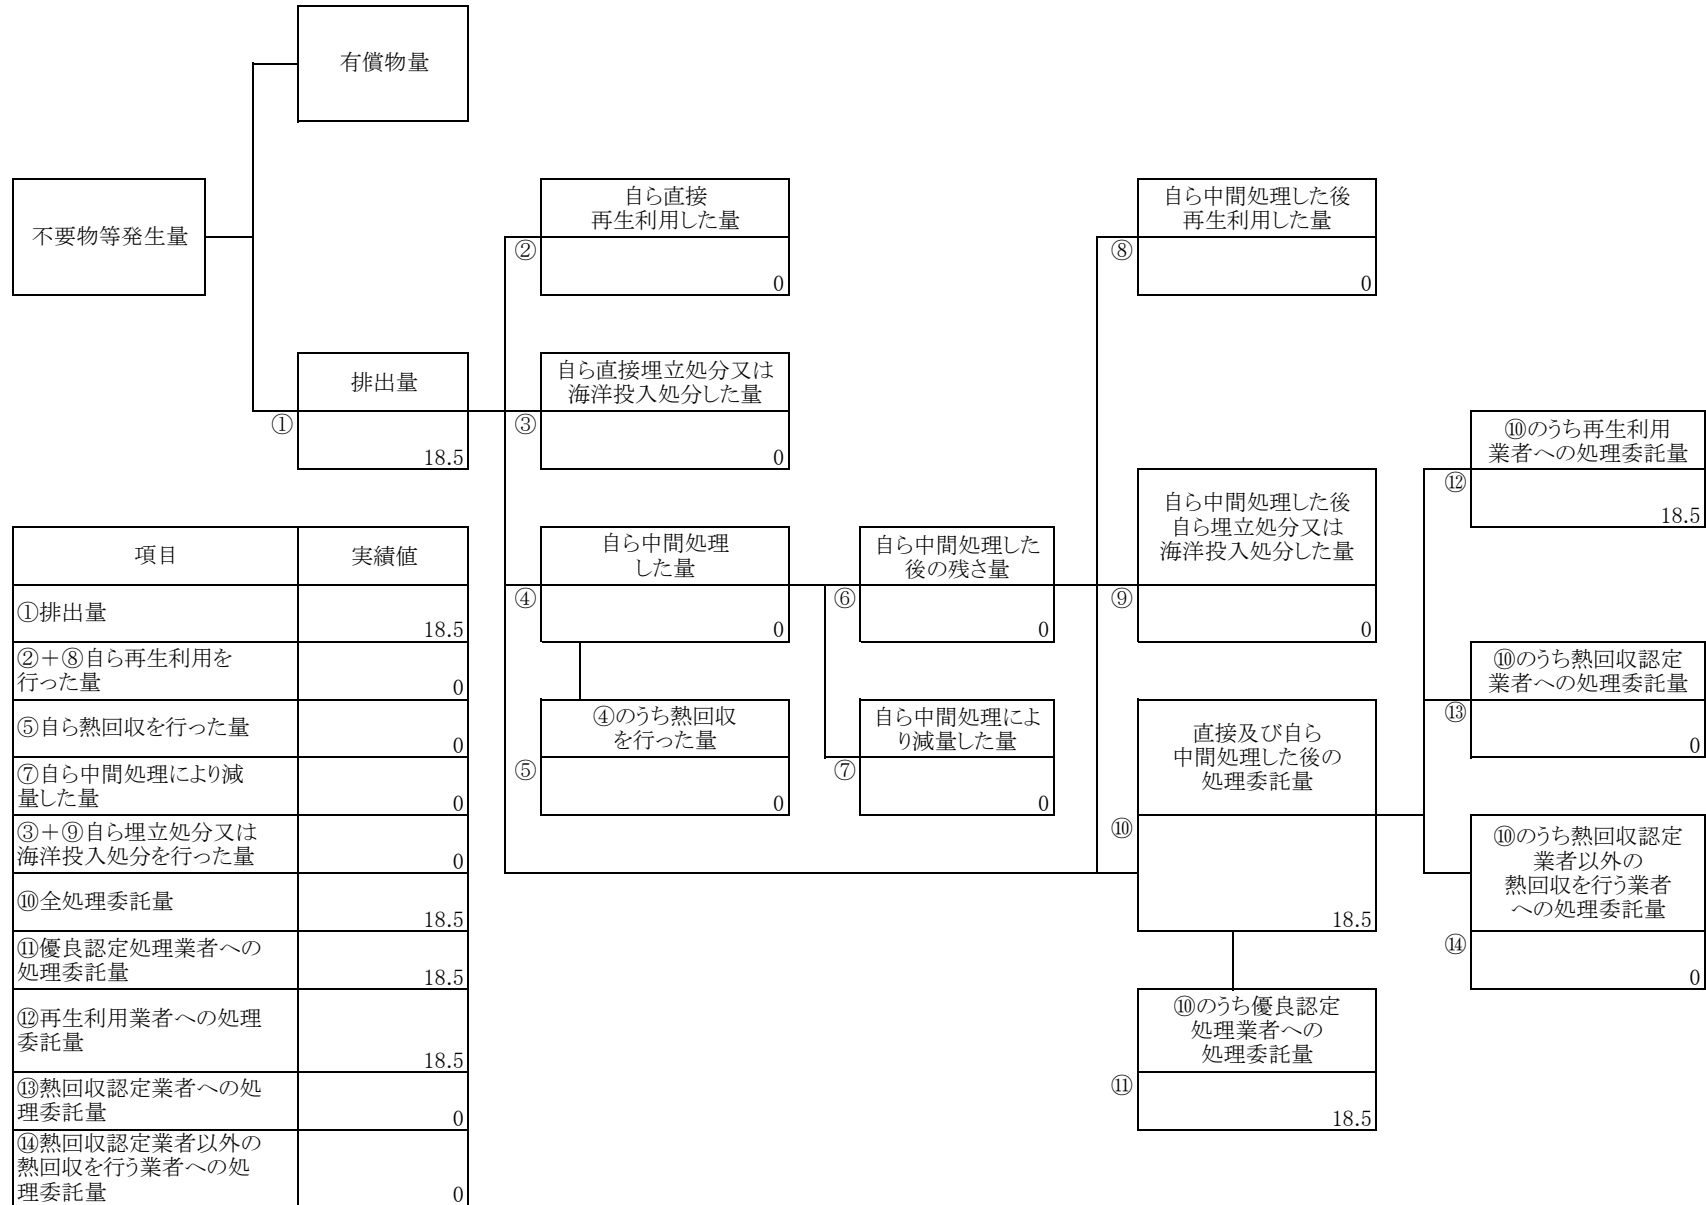 有償物量
不要物等発生量
自ら直接
再生利用した量
②
0
自ら中間処理した後
再生利用した量
⑧
0
排出量
①
18.5
自ら直接埋立処分又は
海洋投入処分した量
③
0
⑩のうち再生利用
業者への処理委託量
⑫
18.5
自ら中間処理
した量
④
0
自ら中間処理した
後の残さ量
⑥
0
自ら中間処理した後
自ら埋立処分又は
海洋投入処分した量
⑨
0
⑩のうち熱回収認定
業者への処理委託量
⑬
0
④のうち熱回収
を行った量
⑤
0
自ら中間処理によ
り減量した量
⑦
0
直接及び自ら
中間処理した後の
処理委託量
⑩
18.5
⑩のうち熱回収認定
業者以外の
熱回収を行う業者
への処理委託量
⑭
0
⑩のうち優良認定
処理業者への
処理委託量
⑪
18.5
項目 実績値
①排出量 18.5
②+⑧自ら再生利用を
行った量 0
⑤自ら熱回収を行った量 0
⑦自ら中間処理により減
量した量 0
③+⑨自ら埋立処分又は
海洋投入処分を行った量 0
⑩全処理委託量 18.5
⑪優良認定処理業者への
処理委託量 18.5
⑫再生利用業者への処理
委託量 18.5
⑬熱回収認定業者への処
理委託量 0
⑭熱回収認定業者以外の
熱回収を行う業者への処
理委託量 0